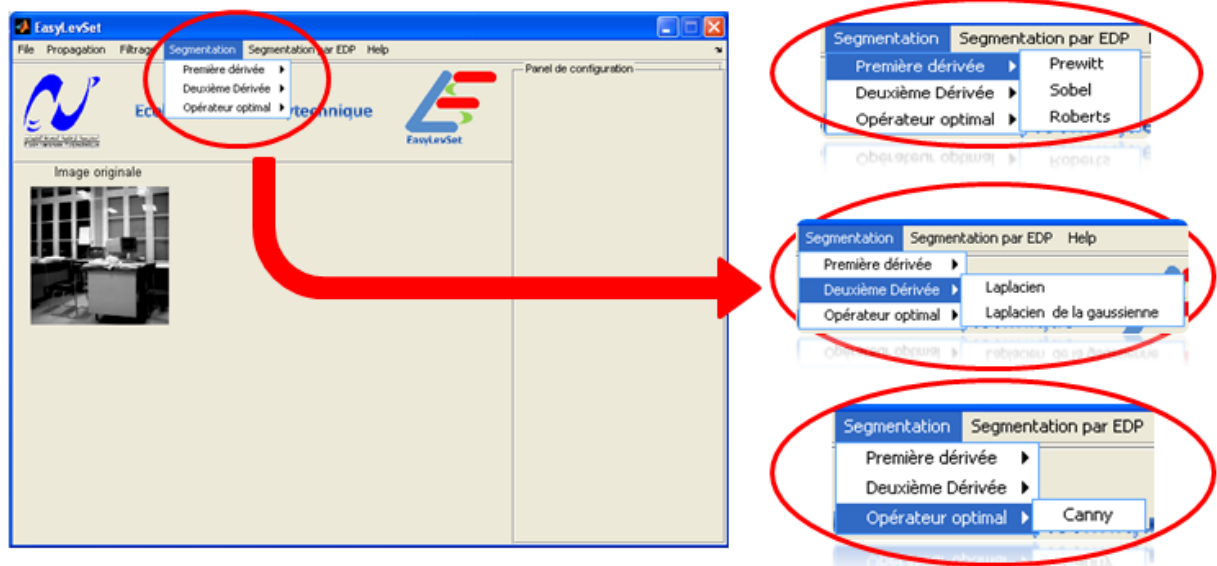 EasyLevSet
File Propagation Filtrage Segmentation Segmentation par EDP Help
Première dérivée
Deuxième Dérivée
Opérateur optimal
EasyLevSet
Panel de configuration
Image originale
Segmentation Segmentation par EDP
Première dérivée Prewitt
Deuxième Dérivée Sobel
Opérateur optimal Roberts
Segmentation Segmentation par EDP Help
Première dérivée
Deuxième Dérivée Laplacien
Opérateur optimal Laplacien de la gaussienne
Segmentation Segmentation par EDP
Première dérivée
Deuxième Dérivée
Opérateur optimal Canny